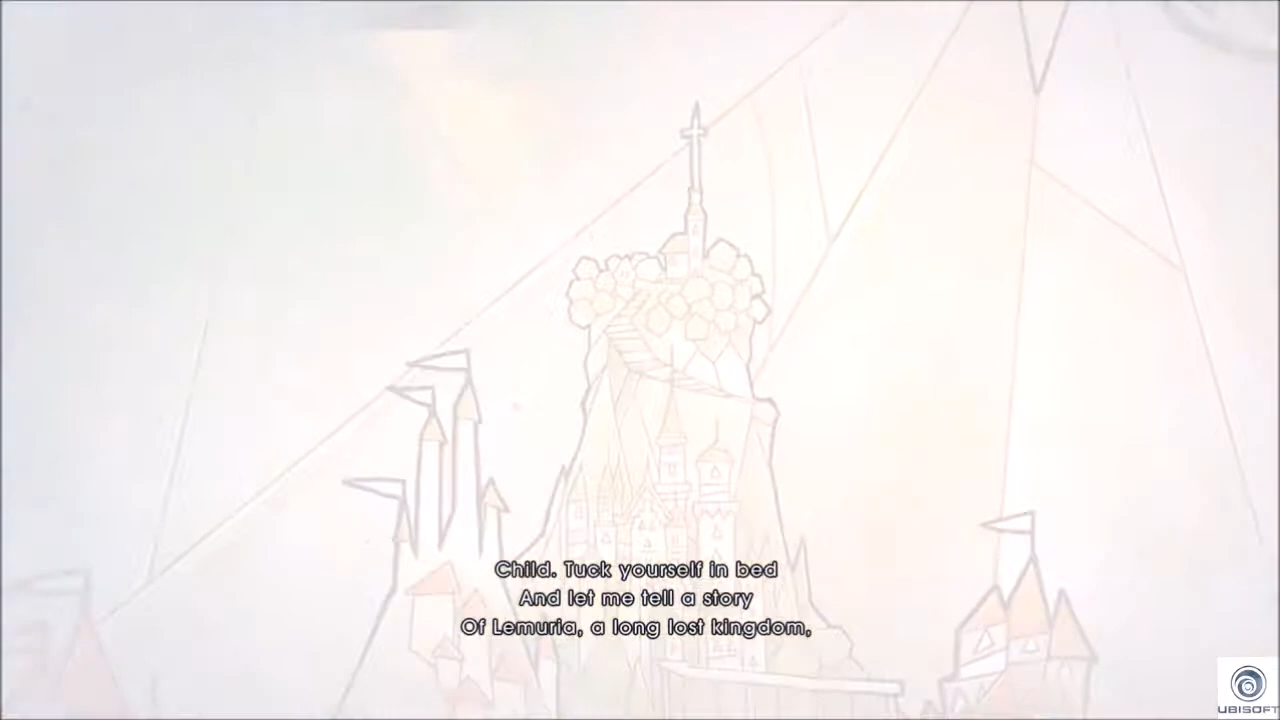 Child. Tuck yourself in bed
And let me tell a story
Of Lemuria, a long lost kingdom,
UBISOFT